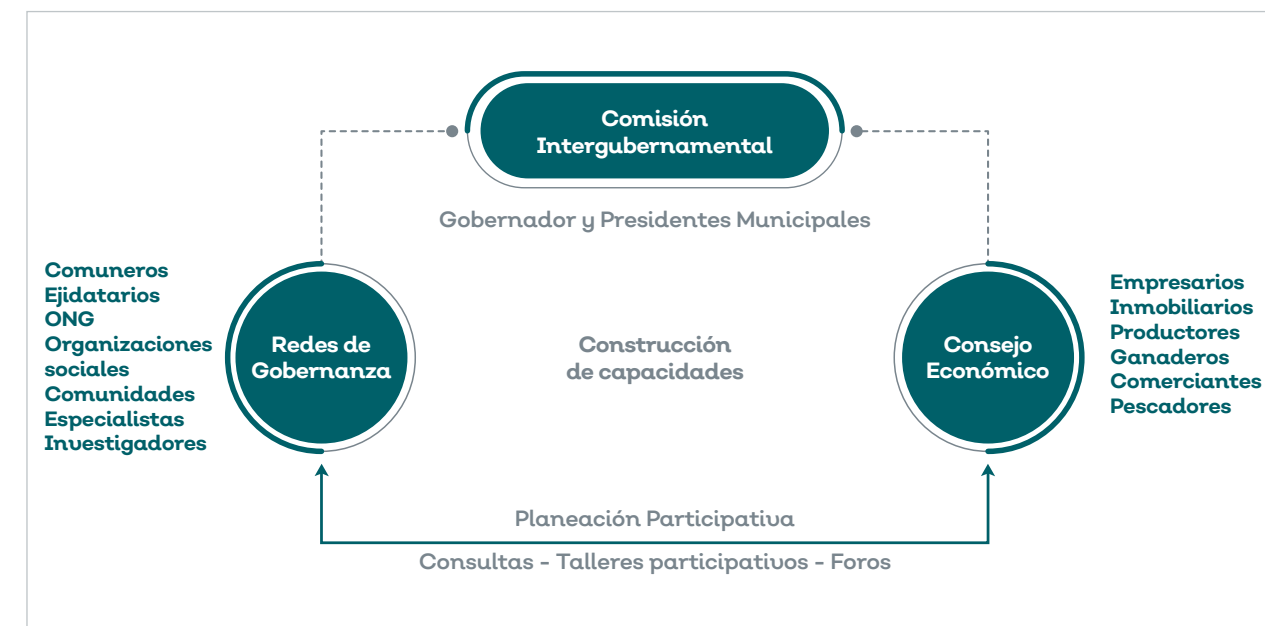 Comisión
Intergubernamental
Gobernador y Presidentes Municipales
Comuneros
Ejidatarios
ONG
Organizaciones
sociales
Comunidades
Especialistas
Investigadores
Redes de
Gobernanza
Construcción
de capacidades
Consejo
Económico
Empresarios
Inmobiliarios
Productores
Ganaderos
Comerciantes
Pescadores
Planeación Participativa
Consultas - Talleres participativos - Foros